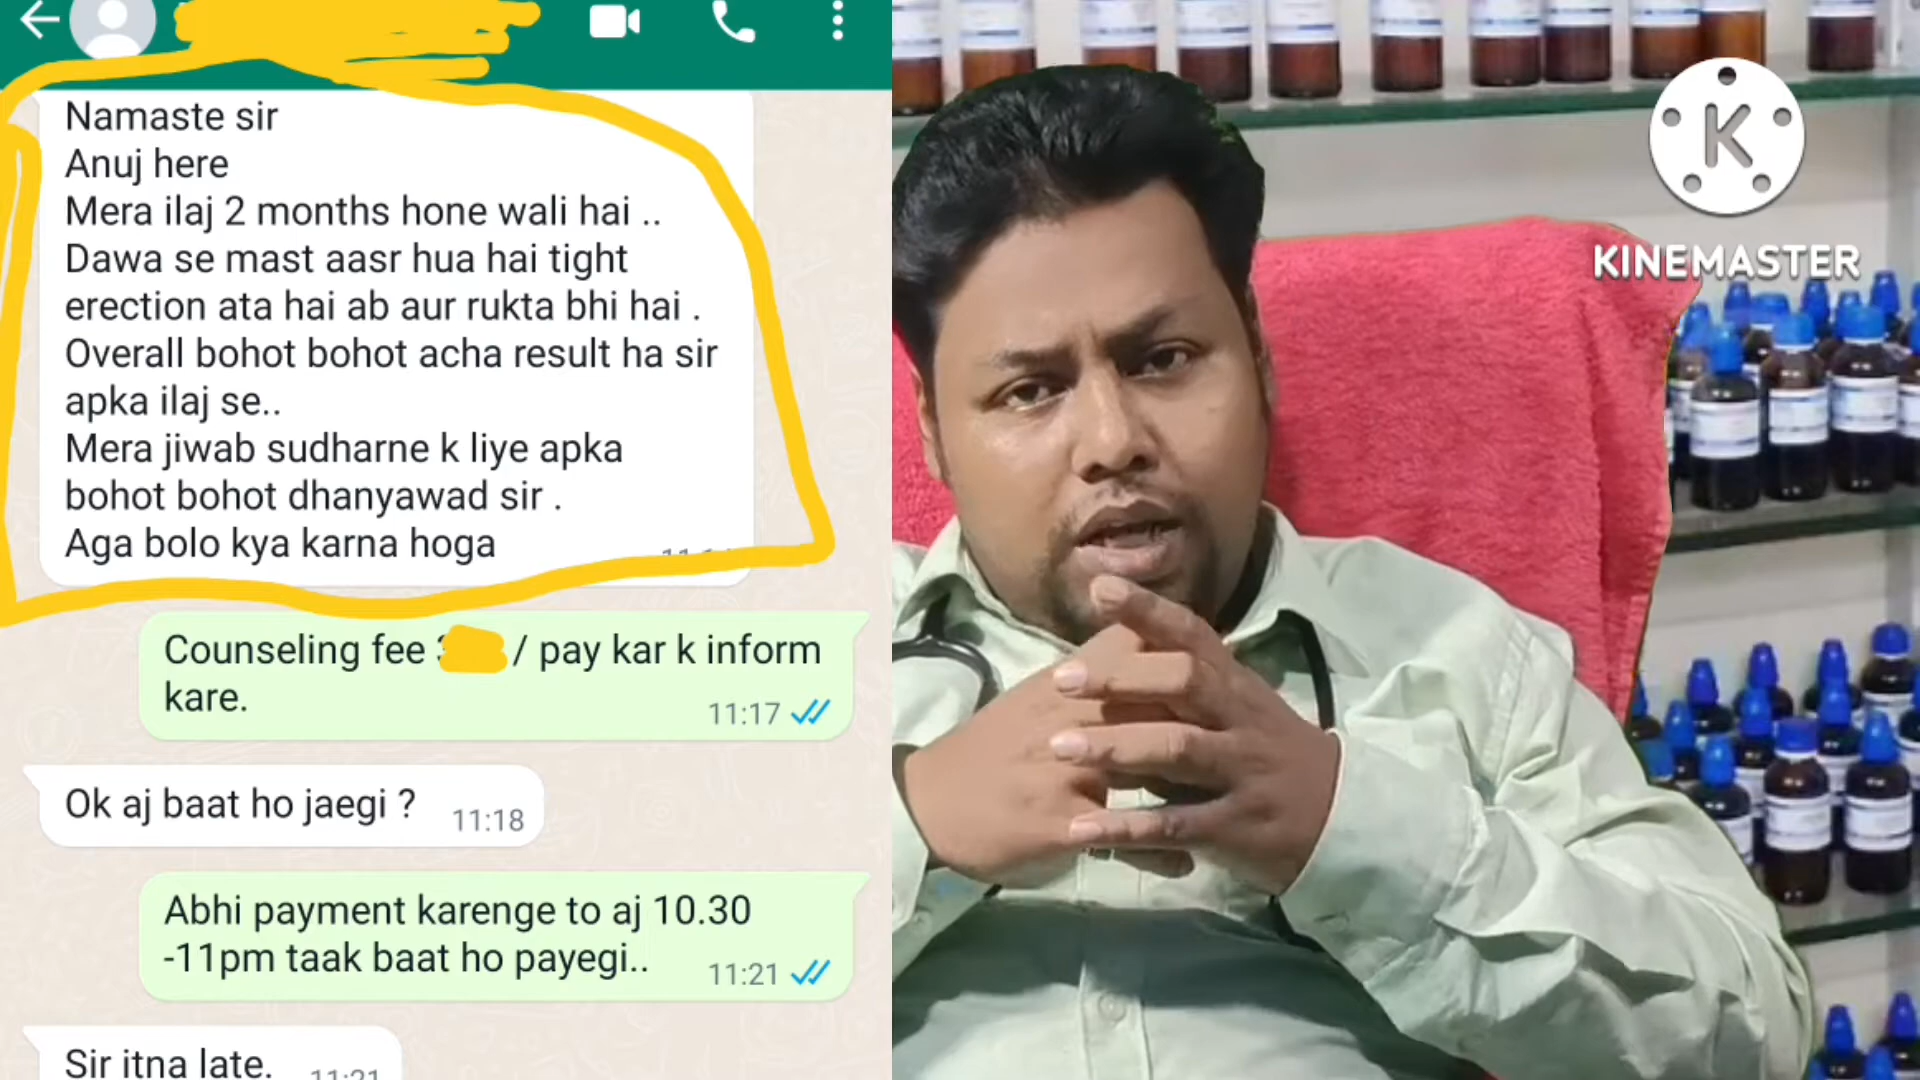 Namaste sir
Anuj here
Mera ilaj 2 months hone wali hai ..
Dawa se mast aasr hua hai tight
erection ata hai ab aur rukta bhi hai .
Overall bohot bohot acha result ha sir
apka ilaj se..
Mera jiwab sudharne k liye apka
bohot bohot dhanyawad sir .
Aga bolo kya karna hoga
Counseling fee / pay kar k inform
kare.
11:17
Ok aj baat ho jaegi ?
11:18
Abhi payment karenge to aj 10.30
-11pm taak baat ho payegi..
11:21
Sir itna late.
11:21
K
KINEMASTER